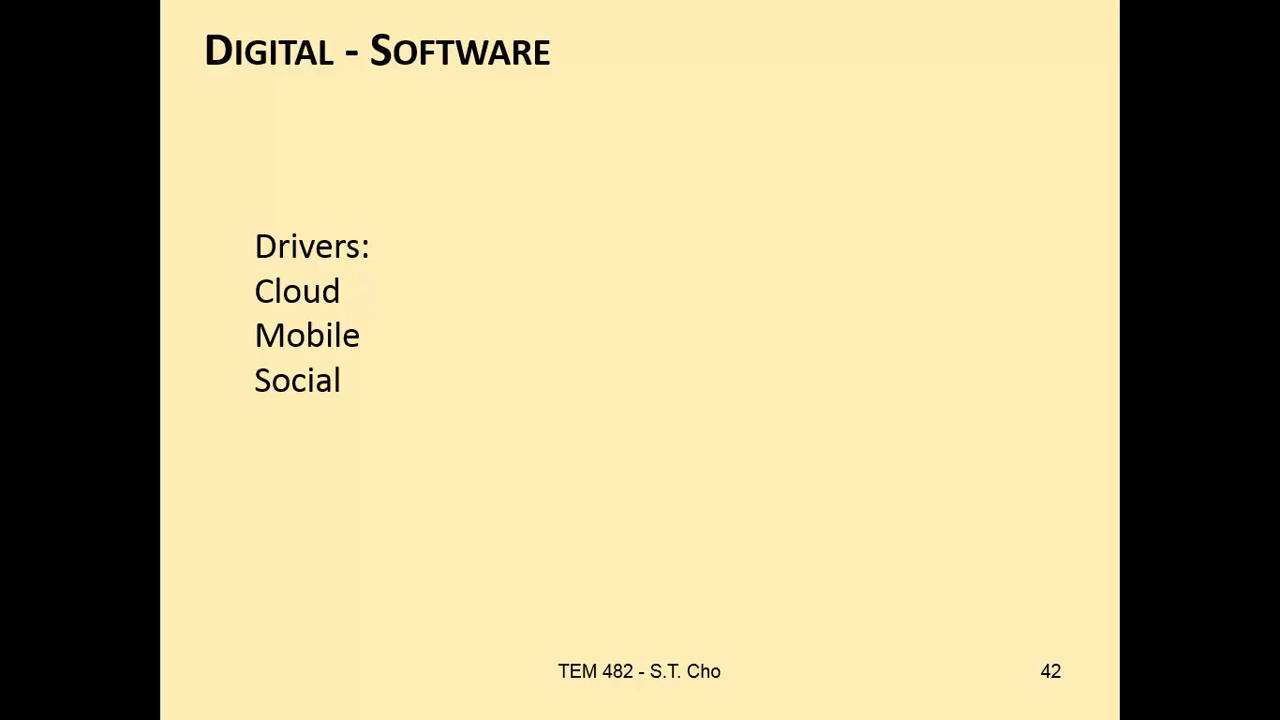 DIGITAL - SOFTWARE
Drivers:
Cloud
Mobile
Social
TEM 482 - S.T. Cho
42